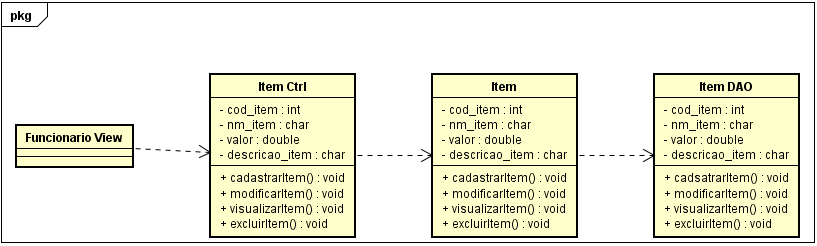 pkg
Funcionario View
Item Ctrl
- cod_item : int
- nm_item : char
- valor : double
- descricao_item : char
+ cadastrarItem() : void
+ modificarItem() : void
+ visualizarItem() : void
+ excluirItem() : void
Item
- cod_item : int
- nm_item : char
- valor : double
- descricao_item : char
+ cadastrarItem() : void
+ modificarItem() : void
+ visualizarItem() : void
+ excluirItem() : void
Item DAO
- cod_item : int
- nm_item : char
- valor : double
- descricao_item : char
+ cadsatrarItem() : void
+ modificarItem() : void
+ visualizarItem() : void
+ excluirItem() : void